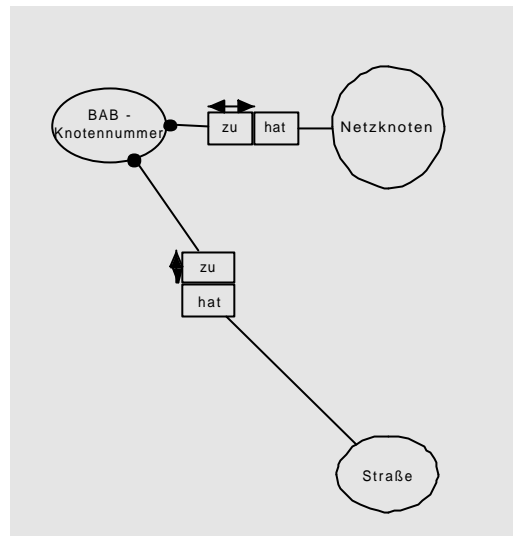 BAB -
Knotennummer
zu
hat
Netzknoten
zu
hat
Straße